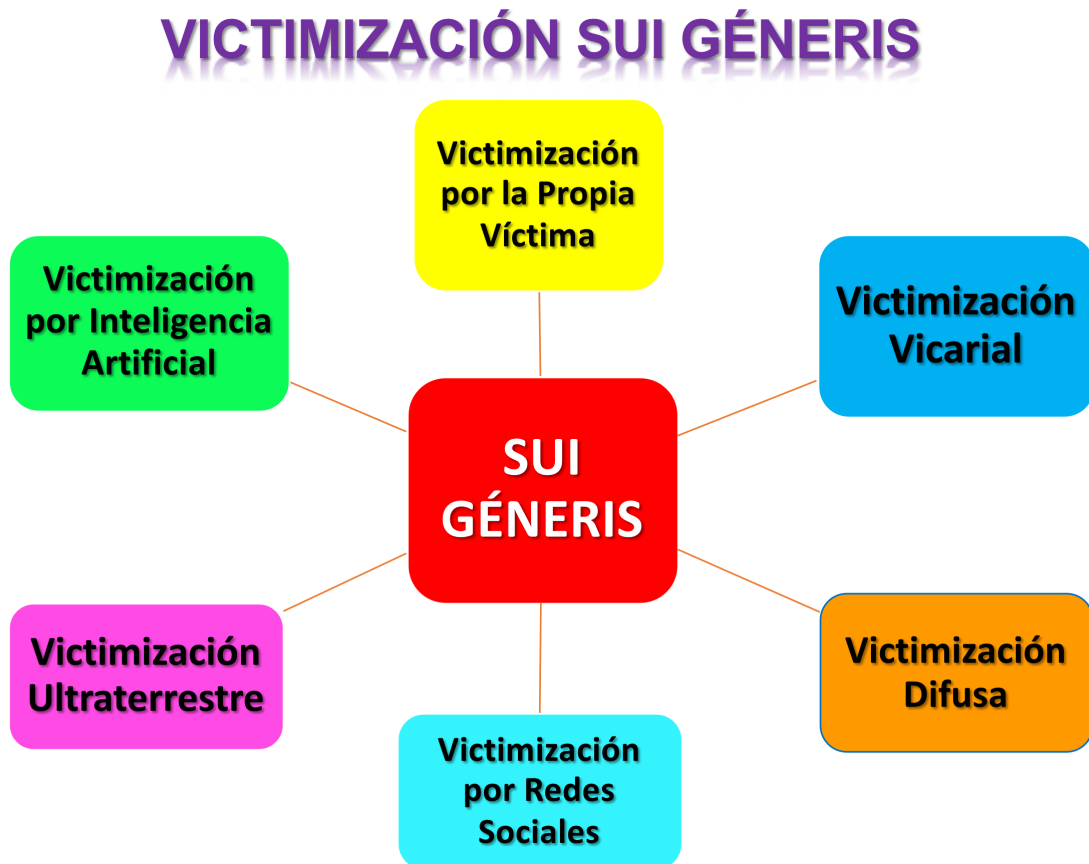 VICTIMIZACIÓN SUI GÉNERIS
Victimización
por la Propia
Víctima
Victimización
por Inteligencia
Artificial
Victimización
Vicarial
SUI
GÉNERIS
Victimización
Ultraterrestre
Victimización
Difusa
Victimización
por Redes
Sociales